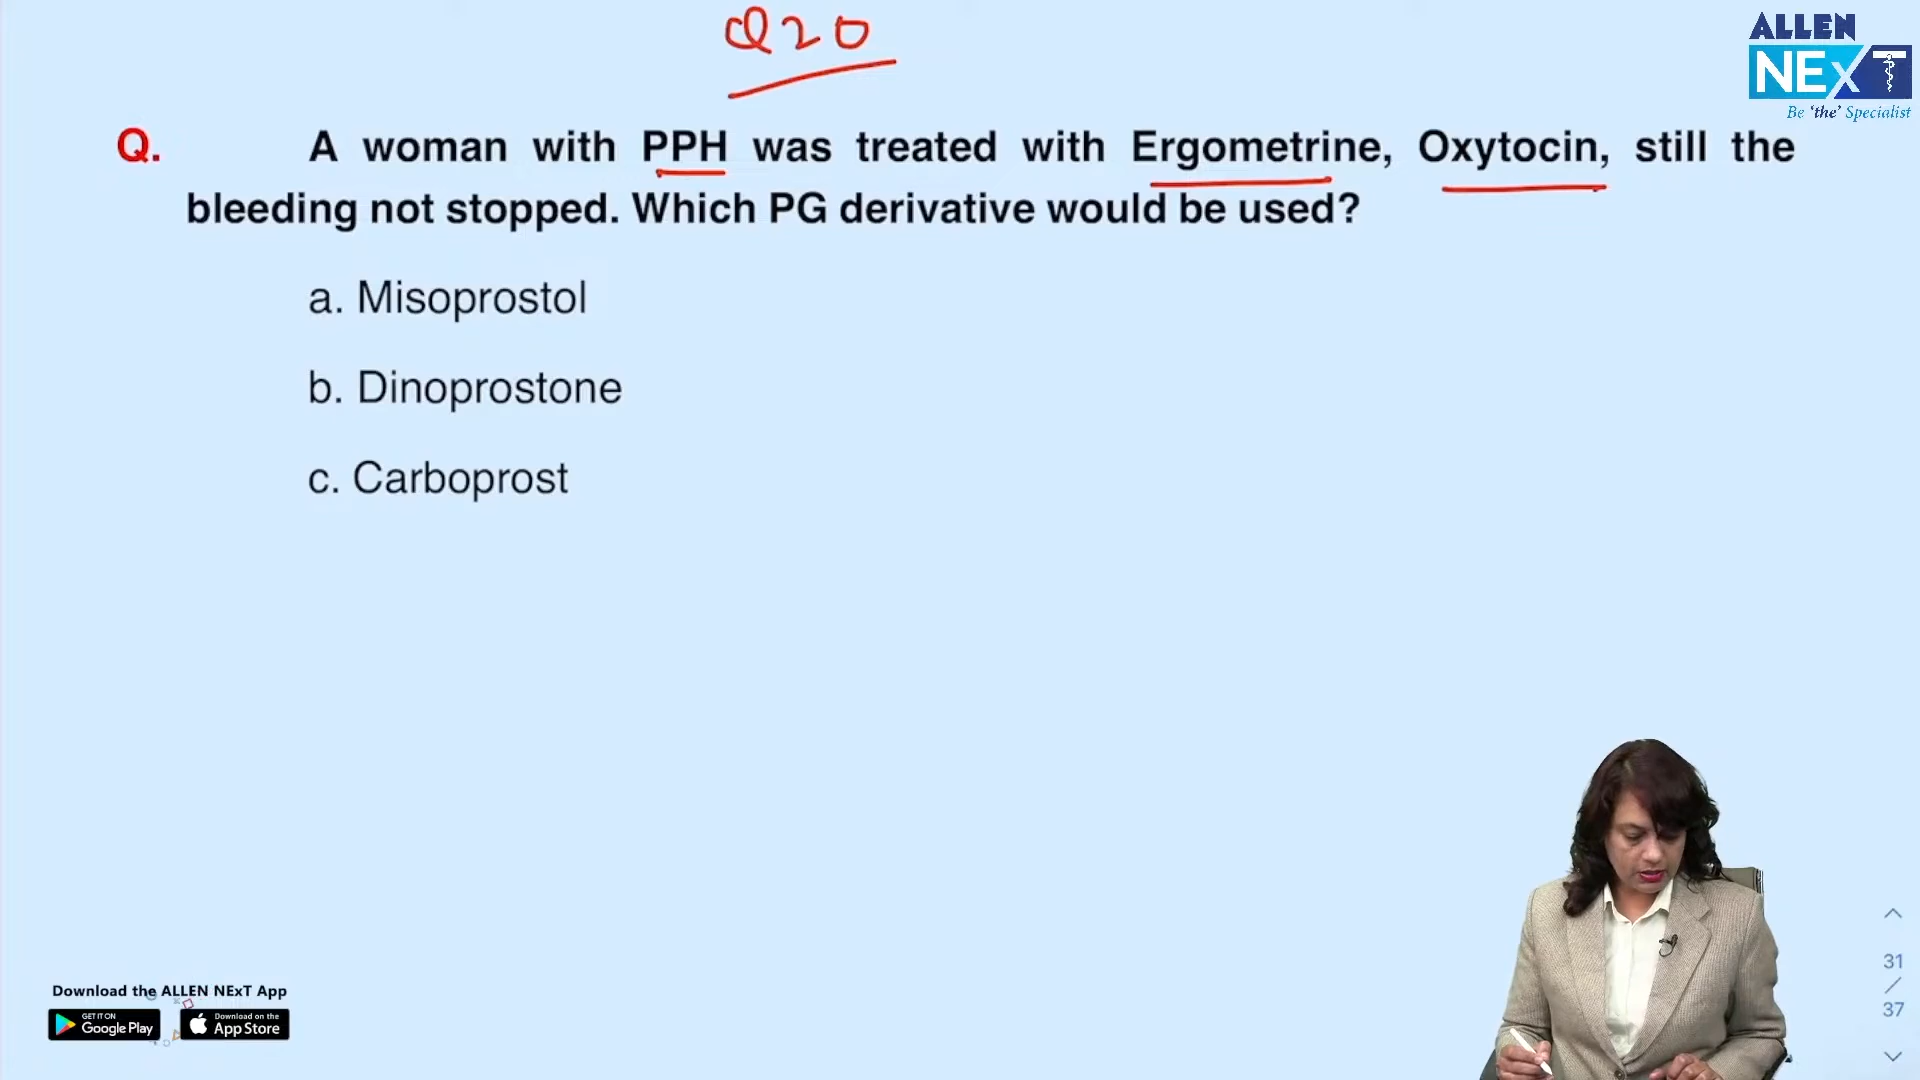 Q20
ALLEN
NExT
Be 'the' Specialist
Q. A woman with PPH was treated with Ergometrine, Oxytocin, still the
bleeding not stopped. Which PG derivative would be used?
a. Misoprostol
b. Dinoprostone
c. Carboprost
31
/
37
Download the ALLEN NExT App
GET IT ON
Google Play
Download on the
App Store